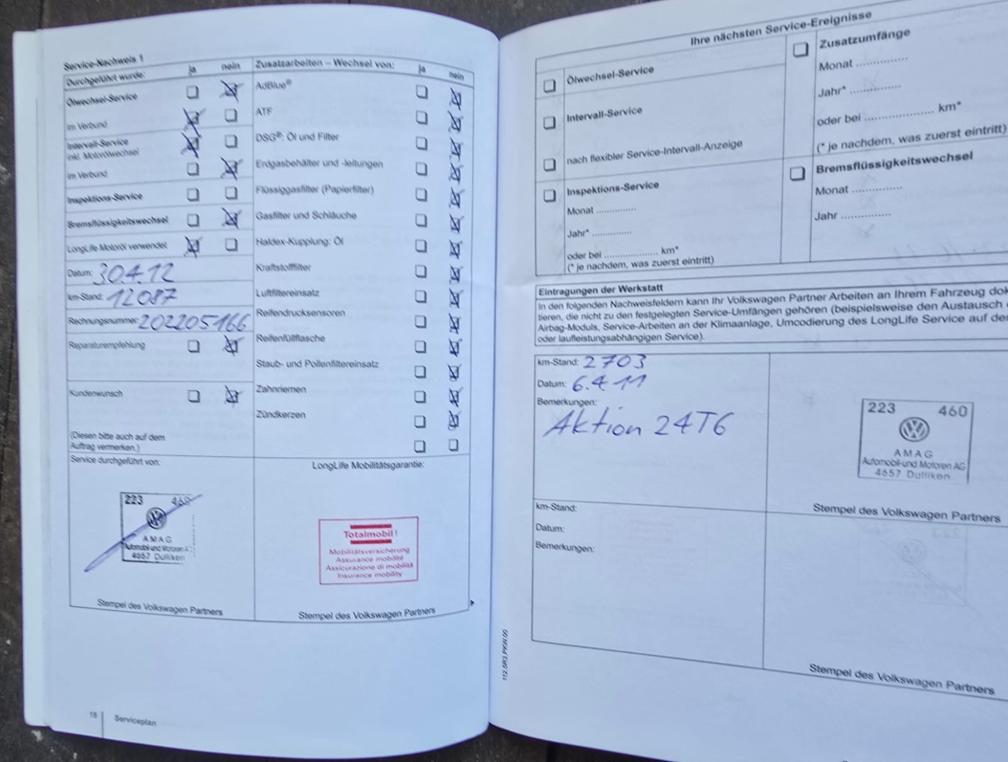 Service-Nachweis 1
Durchgeführt wurde: ja nein
Ölwechsel-Service
im Verbund
Intervall-Service
inkl. Motorölwechsel
im Verbund
Inspektions-Service
Bremsflüssigkeitswechsel
LongLife Motoröl verwendet
Datum: 30.4.12
km-Stand: 12087
Rechnungsnummer: 202205166
Reparaturempfehlung
Kundenwunsch
(Diesen bitte auch auf dem
Auftrag vermerken.)
Service durchgeführt von:
223 460
AMAG
Automobil-und Motoren A
4657 Dulliken
Stempel des Volkswagen Partners
Zusatzarbeiten – Wechsel von: ja nein
AdBlue®
ATF
DSG®: Öl und Filter
Erdgasbehälter und -leitungen
Flüssiggasfilter (Papierfilter)
Gasfilter und Schläuche
Haldex-Kupplung: Öl
Kraftstofffilter
Luftfiltereinsatz
Reifendrucksensoren
Reifenfüllflasche
Staub- und Pollenfiltereinsatz
Zahnriemen
Zündkerzen
LongLife Mobilitätsgarantie:
Totalmobil!
Mobilitätsversicherung
Assurance mobilité
Assicurazione di mobilità
Insurance mobility
Stempel des Volkswagen Partners
18 Serviceplan
Ihre nächsten Service-Ereignisse
Ölwechsel-Service
Intervall-Service
nach flexibler Service-Intervall-Anzeige
Inspektions-Service
Monat ..............
Jahr* ..............
oder bei .................. km*
(* je nachdem, was zuerst eintritt)
Zusatzumfänge
Monat ..............
Jahr* ..............
oder bei .................. km*
(* je nachdem, was zuerst eintritt)
Bremsflüssigkeitswechsel
Monat ..............
Jahr ..............
Eintragungen der Werkstatt
In den folgenden Nachweisfeldern kann Ihr Volkswagen Partner Arbeiten an Ihrem Fahrzeug dok
tieren, die nicht zu den festgelegten Service-Umfängen gehören (beispielsweise den Austausch
Airbag-Moduls, Service-Arbeiten an der Klimaanlage, Umcodierung des LongLife Service auf de
oder laufleistungsabhängigen Service).
km-Stand: 2703
Datum: 6.4.11
Bemerkungen:
Aktion 24T6
223 460
AMAG
Automobil-und Motoren AG
4657 Dulliken
Stempel des Volkswagen Partners
km-Stand:
Datum:
Bemerkungen:
Stempel des Volkswagen Partners